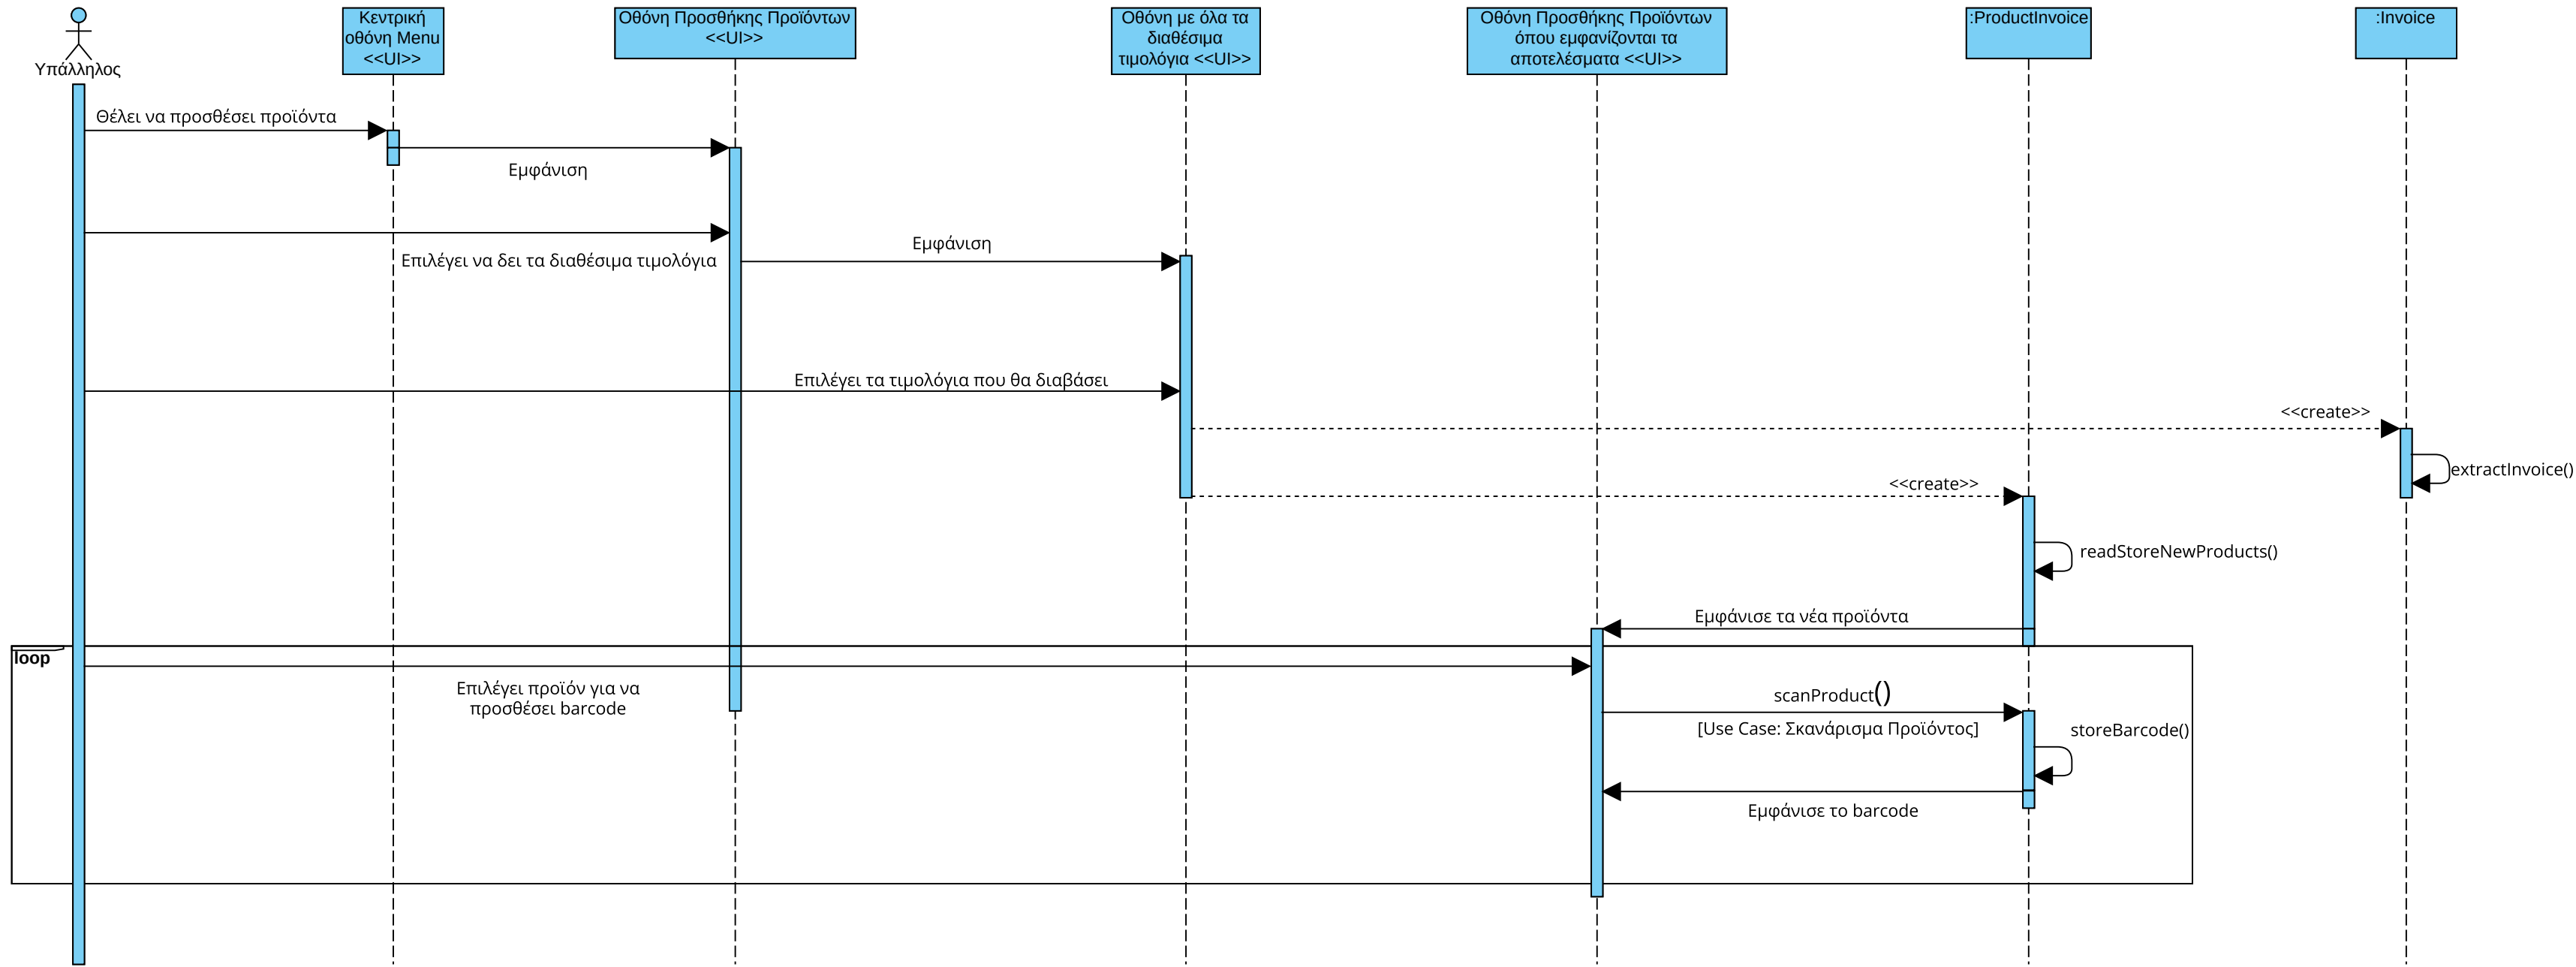 Υπάλληλος
Κεντρική
οθόνη Menu
<<UI>>
Οθόνη Προσθήκης Προϊόντων
<<UI>>
Οθόνη με όλα τα
διαθέσιμα
τιμολόγια <<UI>>
Οθόνη Προσθήκης Προϊόντων
όπου εμφανίζονται τα
αποτελέσματα <<UI>>
:ProductInvoice
:Invoice
Θέλει να προσθέσει προϊόντα
Εμφάνιση
Επιλέγει να δει τα διαθέσιμα τιμολόγια
Εμφάνιση
Επιλέγει τα τιμολόγια που θα διαβάσει
<<create>>
extractInvoice()
<<create>>
readStoreNewProducts()
Εμφάνισε τα νέα προϊόντα
loop
Επιλέγει προϊόν για να
προσθέσει barcode
scanProduct()
[Use Case: Σκανάρισμα Προϊόντος]
storeBarcode()
Εμφάνισε το barcode